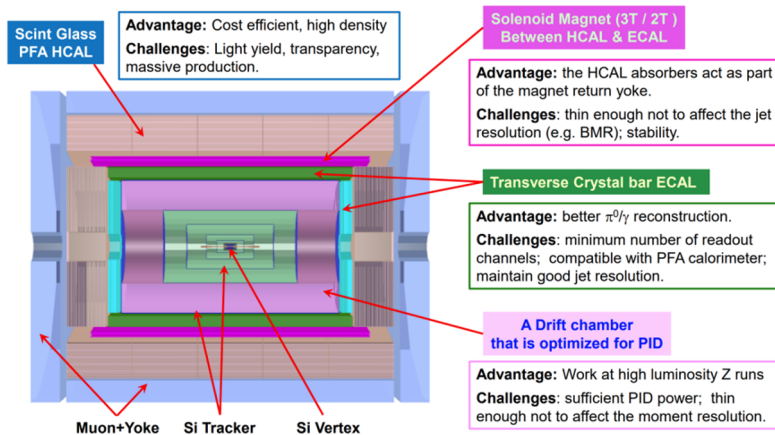 Scint Glass
PFA HCAL
Advantage: Cost efficient, high density
Challenges: Light yield, transparency,
massive production.
Solenoid Magnet (3T / 2T )
Between HCAL & ECAL
Advantage: the HCAL absorbers act as part
of the magnet return yoke.
Challenges: thin enough not to affect the jet
resolution (e.g. BMR); stability.
Transverse Crystal bar ECAL
Advantage: better π⁰/γ reconstruction.
Challenges: minimum number of readout
channels; compatible with PFA calorimeter;
maintain good jet resolution.
A Drift chamber
that is optimized for PID
Advantage: Work at high luminosity Z runs
Challenges: sufficient PID power; thin
enough not to affect the moment resolution.
Muon+Yoke
Si Tracker
Si Vertex